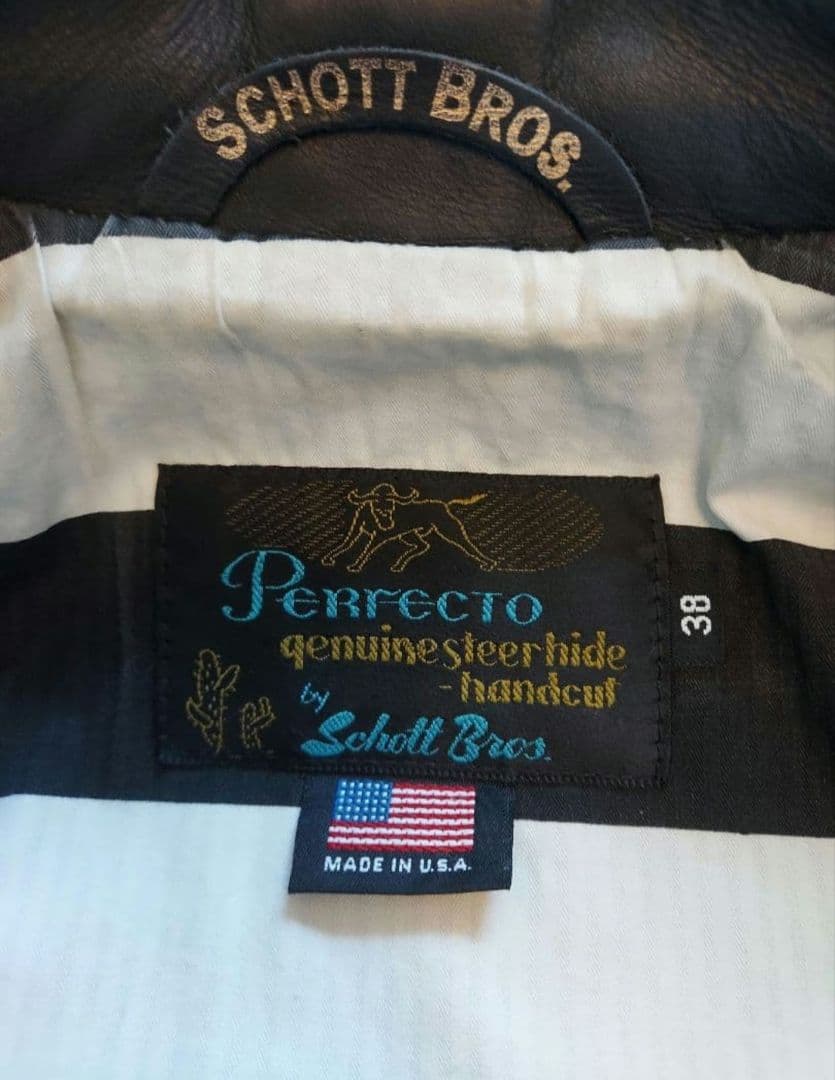 SCHOTT BROS.
PERFECTO
genuine steerhide
-handcut
by
Schott Bros.
38
MADE IN U.S.A.